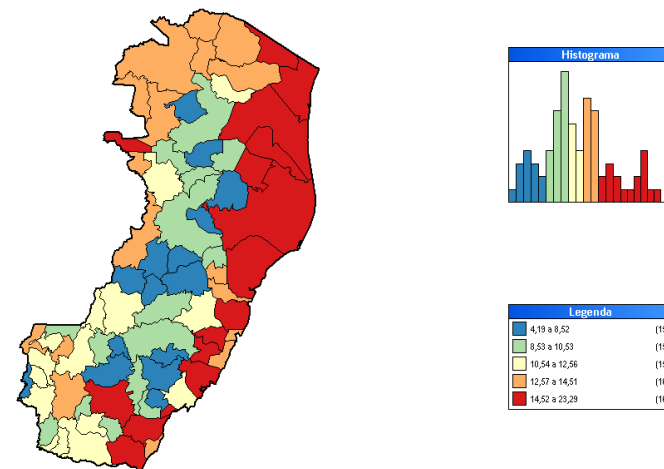 Histograma
Legenda
4,19 a 8,52
8,53 a 10,53
10,54 a 12,56
12,57 a 14,51
14,52 a 23,29